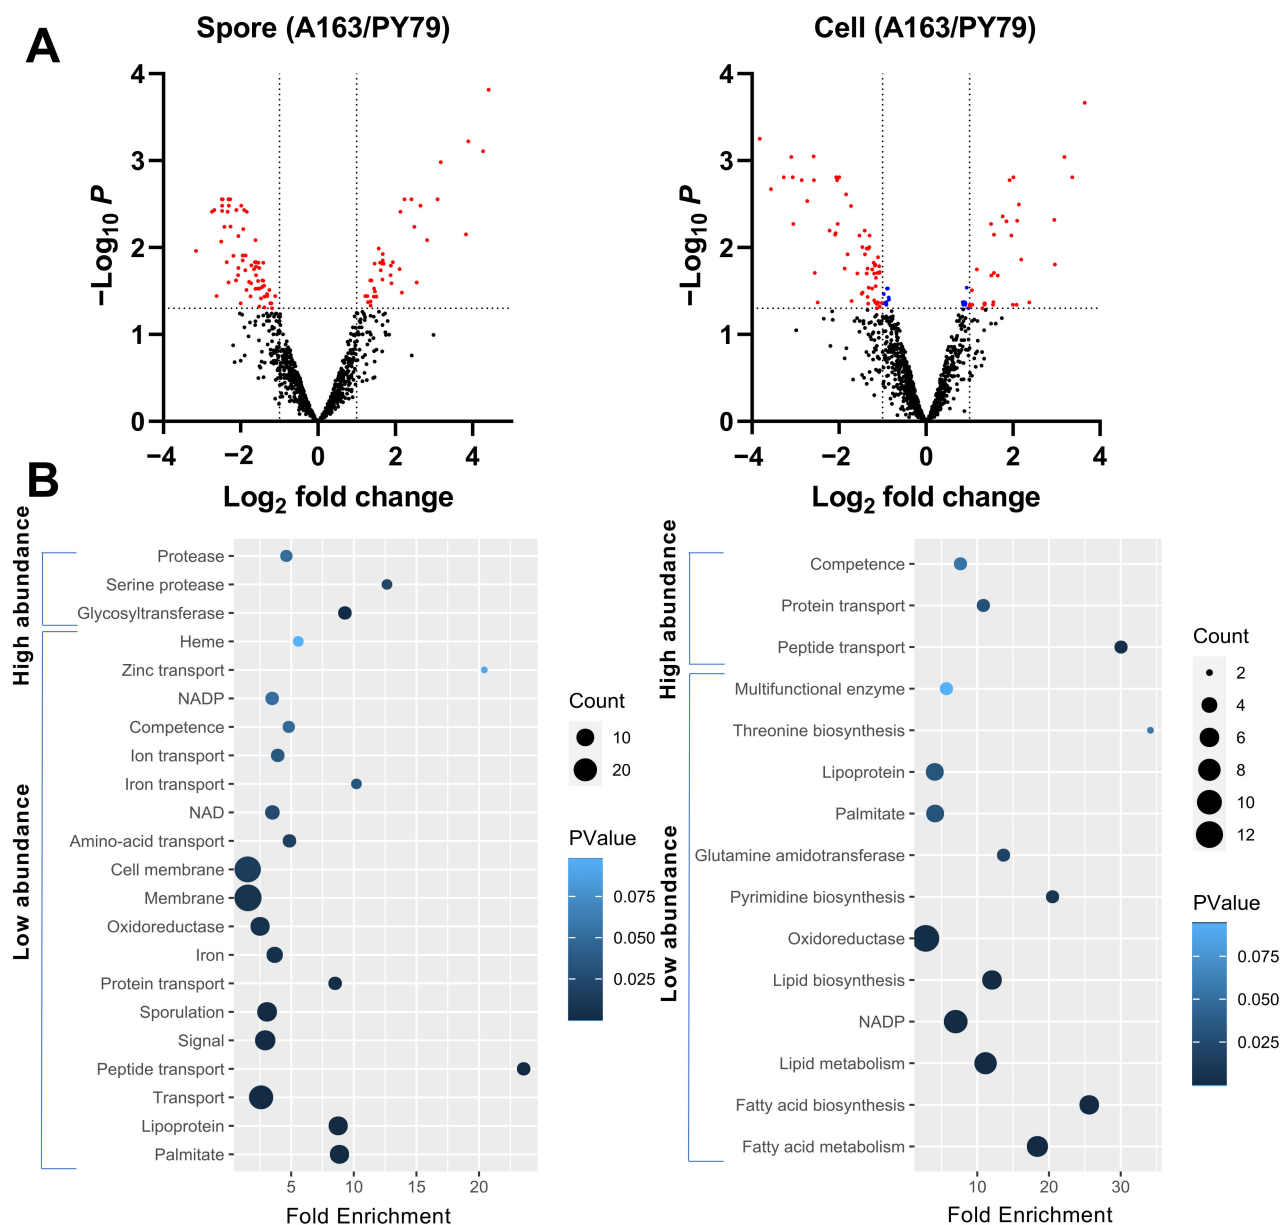 A
Spore (A163/PY79)
−Log10 P
4
3
2
1
0
−4
−2
0
2
4
Log2 fold change
Cell (A163/PY79)
−Log10 P
4
3
2
1
0
−4
−2
0
2
4
Log2 fold change
B
High abundance
Low abundance
Protease
Serine protease
Glycosyltransferase
Heme
Zinc transport
NADP
Competence
Ion transport
Iron transport
NAD
Amino-acid transport
Cell membrane
Membrane
Oxidoreductase
Iron
Protein transport
Sporulation
Signal
Peptide transport
Transport
Lipoprotein
Palmitate
5
10
15
20
Fold Enrichment
Count
10
20
PValue
0.075
0.050
0.025
High abundance
Low abundance
Competence
Protein transport
Peptide transport
Multifunctional enzyme
Threonine biosynthesis
Lipoprotein
Palmitate
Glutamine amidotransferase
Pyrimidine biosynthesis
Oxidoreductase
Lipid biosynthesis
NADP
Lipid metabolism
Fatty acid biosynthesis
Fatty acid metabolism
10
20
30
Fold Enrichment
Count
2
4
6
8
10
12
PValue
0.075
0.050
0.025